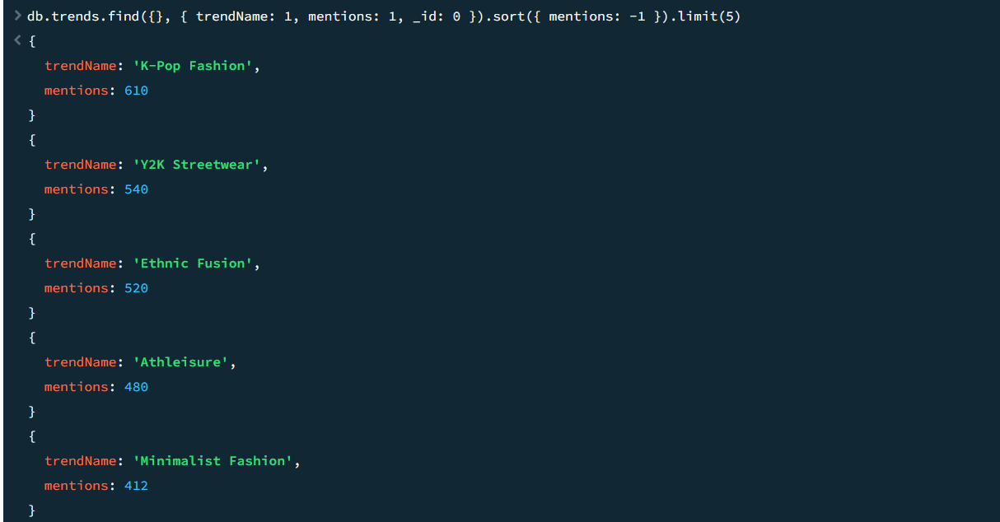 > db.trends.find({}, { trendName: 1, mentions: 1, _id: 0 }).sort({ mentions: -1 }).limit(5)
< {
trendName: 'K-Pop Fashion',
mentions: 610
}
{
trendName: 'Y2K Streetwear',
mentions: 540
}
{
trendName: 'Ethnic Fusion',
mentions: 520
}
{
trendName: 'Athleisure',
mentions: 480
}
{
trendName: 'Minimalist Fashion',
mentions: 412
}